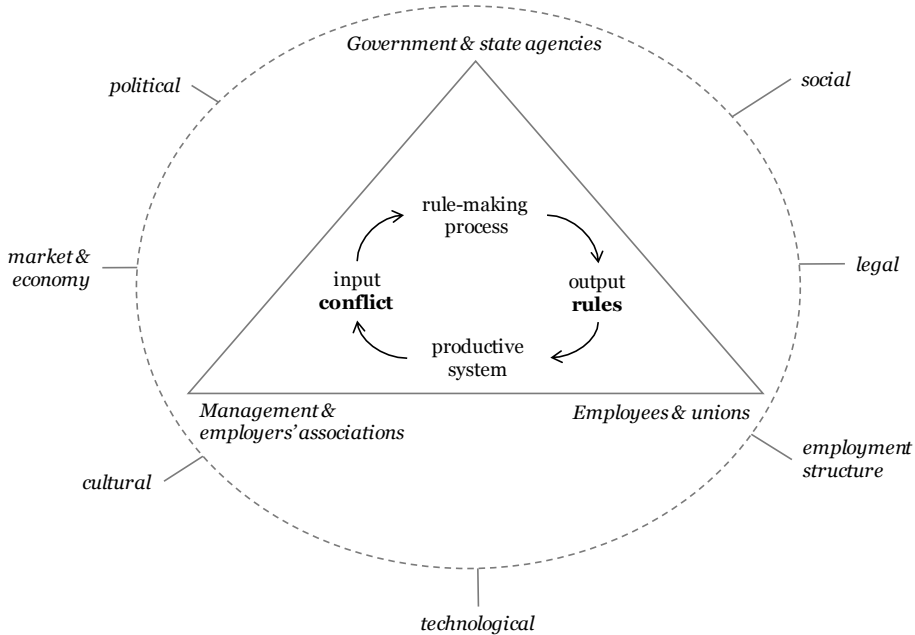 Government & state agencies
political
social
rule-making
process
market &
economy
legal
input
conflict
output
rules
productive
system
Management &
employers’ associations
Employees & unions
cultural
employment
structure
technological